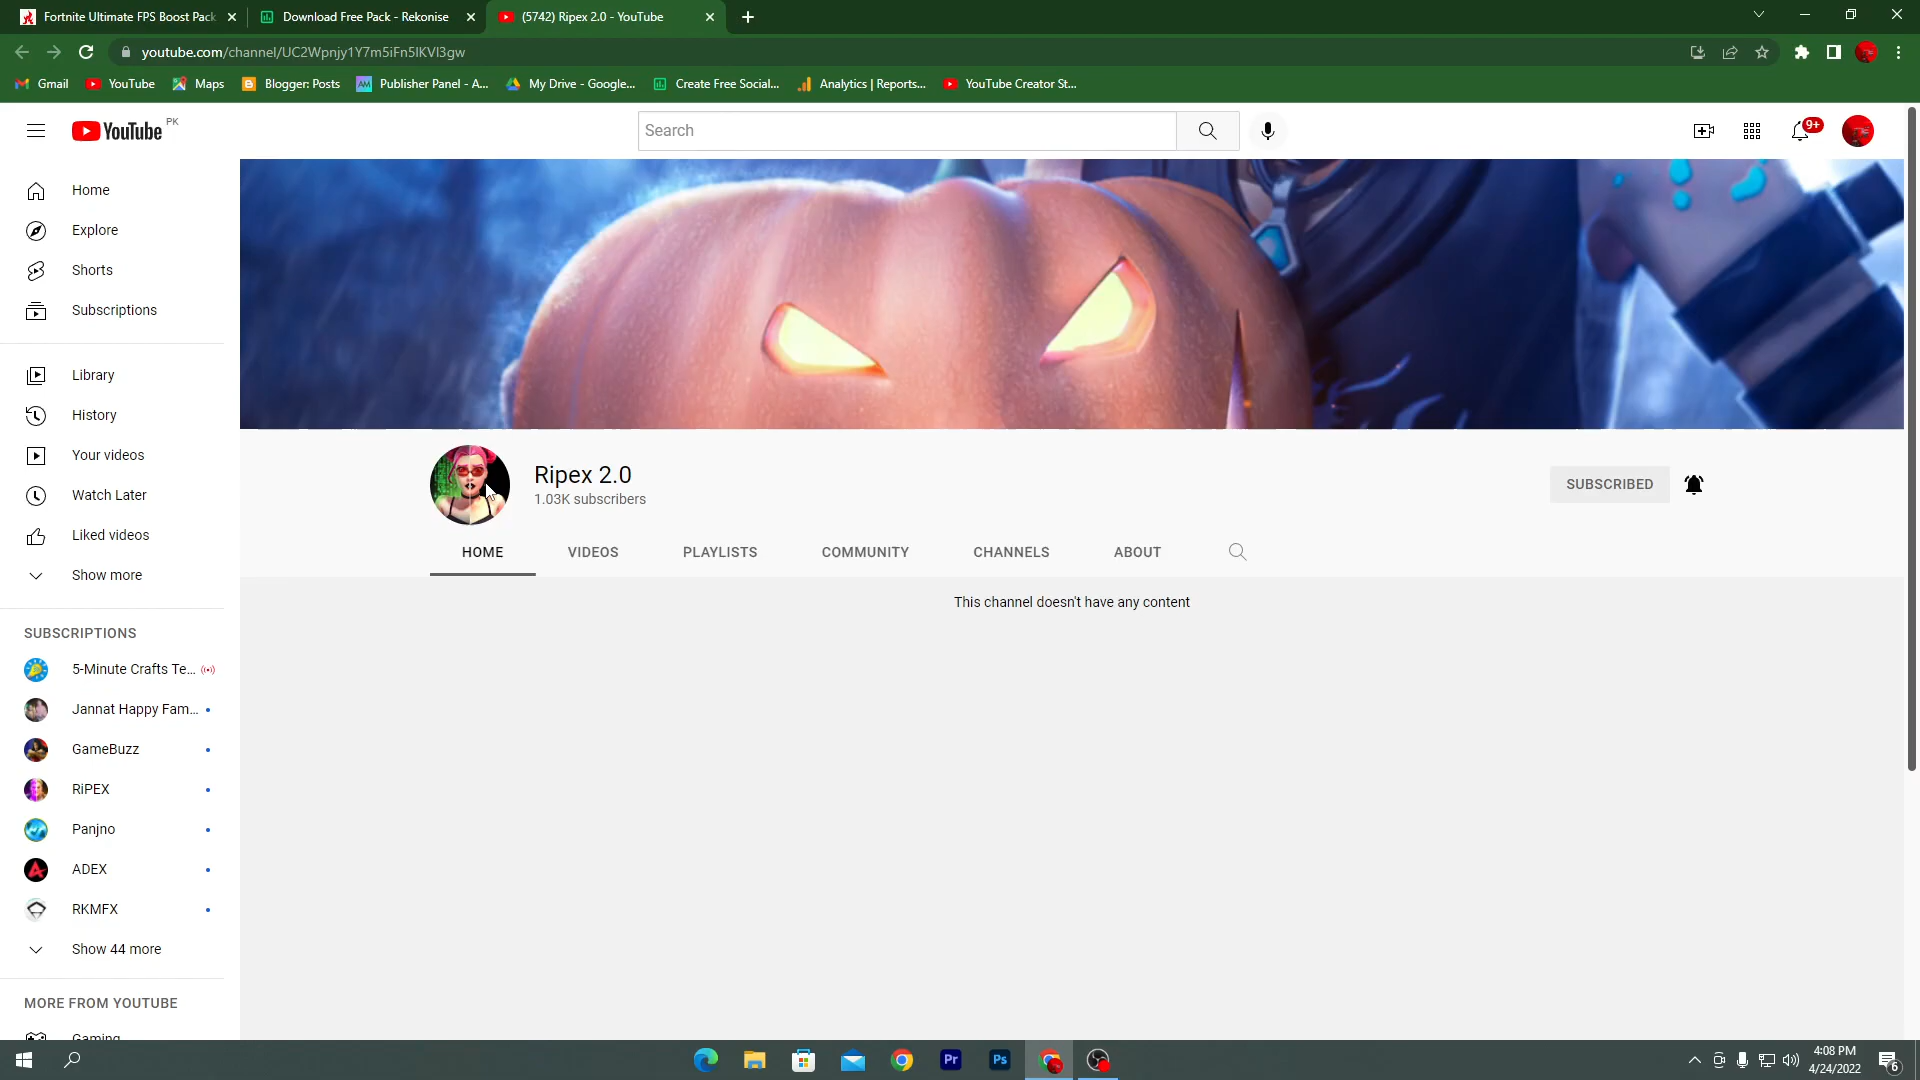 Fortnite Ultimate FPS Boost Pack
Download Free Pack - Rekonise
(5742) Ripex 2.0 - YouTube
youtube.com/channel/UC2Wpnjy1Y7m5iFn5lKVl3gw
Gmail
YouTube
Maps
Blogger: Posts
Publisher Panel - A...
My Drive - Google...
Create Free Social...
Analytics | Reports...
YouTube Creator St...
YouTube PK
Search
9+
Home
Explore
Shorts
Subscriptions
Library
History
Your videos
Watch Later
Liked videos
Show more
SUBSCRIPTIONS
5-Minute Crafts Te...
Jannat Happy Fam...
GameBuzz
RiPEX
Panjno
ADEX
RKMFX
Show 44 more
MORE FROM YOUTUBE
Gaming
Ripex 2.0
1.03K subscribers
SUBSCRIBED
HOME
VIDEOS
PLAYLISTS
COMMUNITY
CHANNELS
ABOUT
This channel doesn't have any content
Pr
Ps
4:08 PM
4/24/2022
6